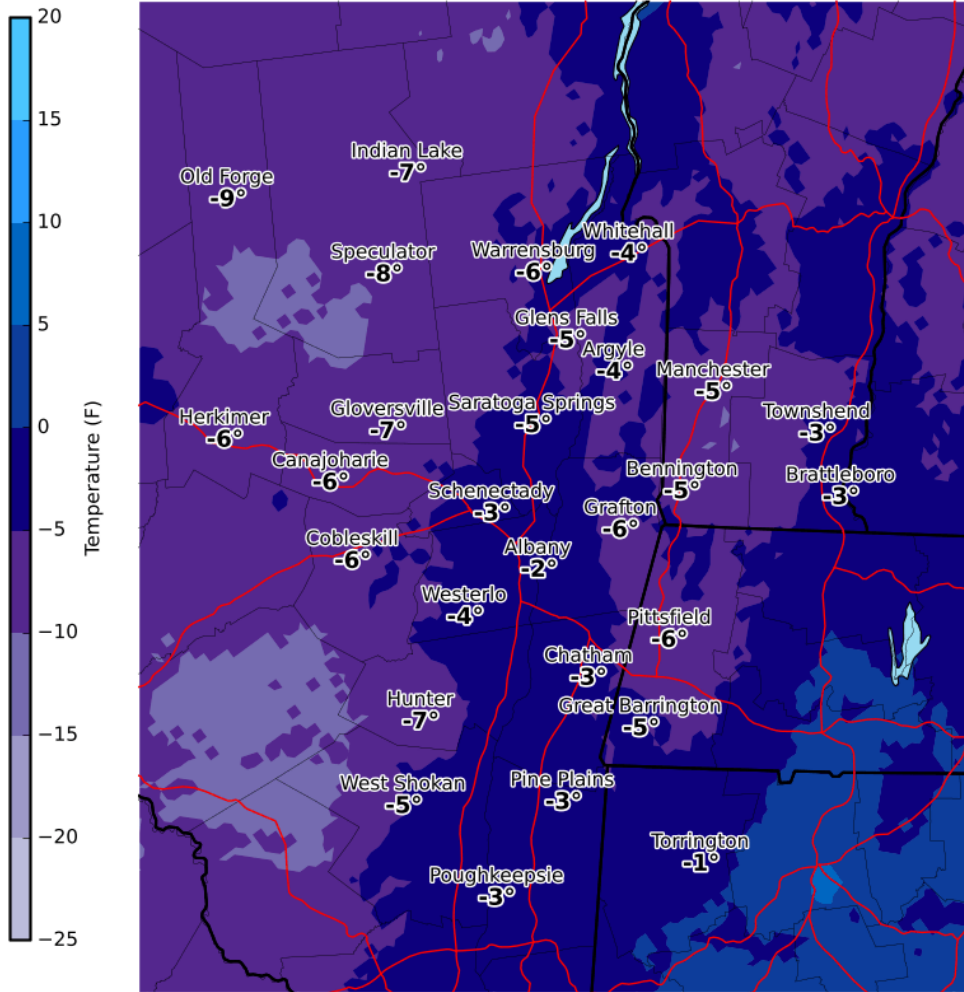 20
15
10
5
0
−5
−10
−15
−20
−25
Temperature (F)
Indian Lake
-7°
Old Forge
-9°
Whitehall
-4°
Speculator
-8°
Warrensburg
-6°
Glens Falls
-5°
Argyle
-4°
Manchester
-5°
Saratoga Springs
-5°
Gloversville
-7°
Townshend
-3°
Herkimer
-6°
Canajoharie
-6°
Bennington
-5°
Brattleboro
-3°
Schenectady
-3°
Grafton
-6°
Cobleskill
-6°
Albany
-2°
Westerlo
-4°
Pittsfield
-6°
Chatham
-3°
Hunter
-7°
Great Barrington
-5°
West Shokan
-5°
Pine Plains
-3°
Torrington
-1°
Poughkeepsie
-3°